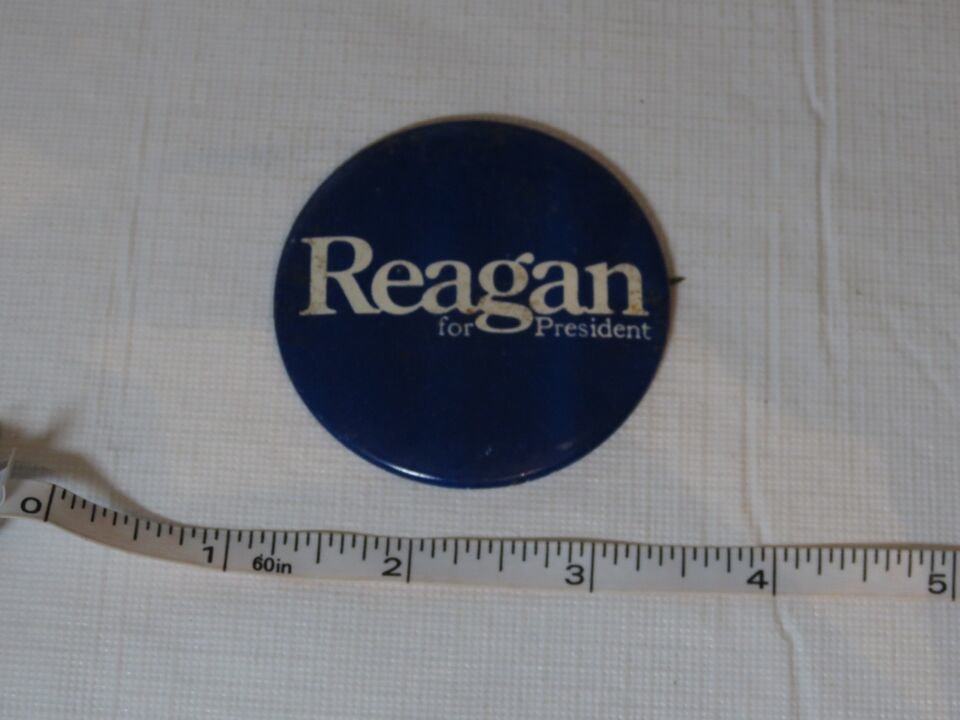 Reagan
for President
0 1 60in 2 3 4 5